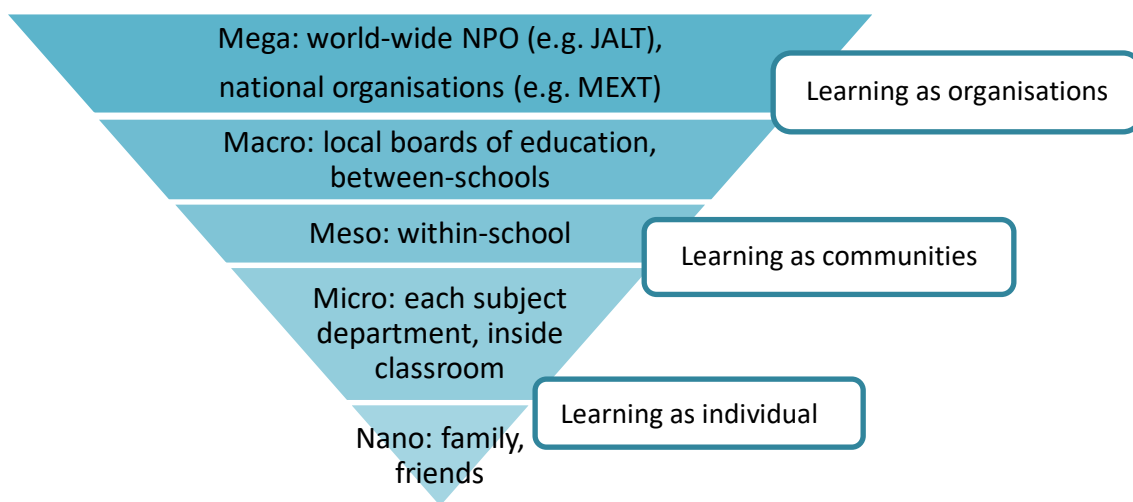 Mega: world-wide NPO (e.g. JALT),
national organisations (e.g. MEXT)
Learning as organisations
Macro: local boards of education,
between-schools
Meso: within-school
Learning as communities
Micro: each subject
department, inside
classroom
Learning as individual
Nano: family,
friends